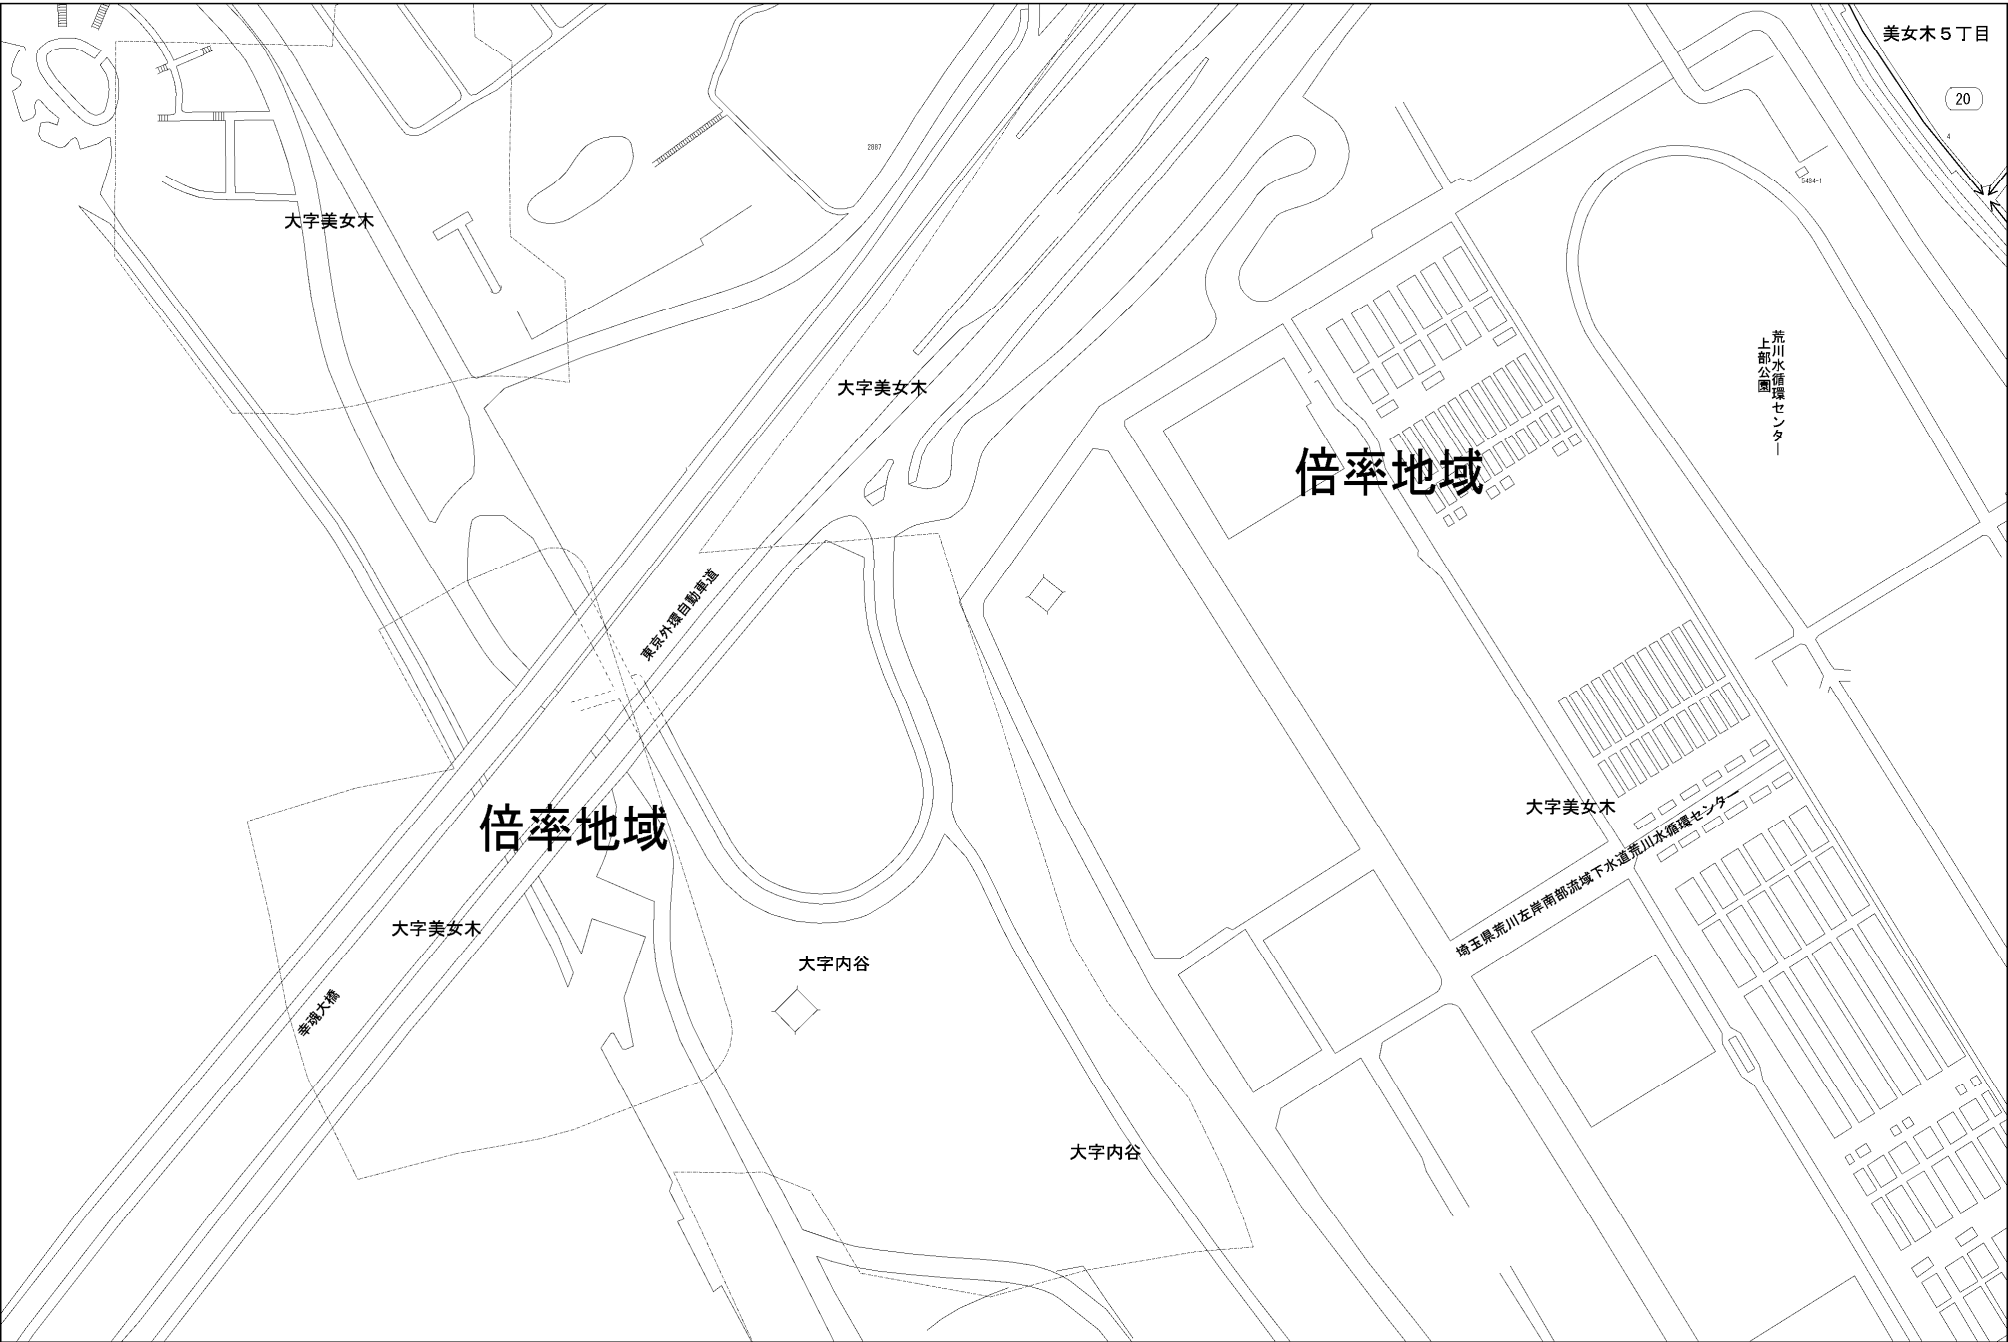 美女木５丁目
20
4
2887
5484-1
大字美女木
荒川水循環センター
上部公園
大字美女木
倍率地域
東京外環自動車道
大字美女木
埼玉県荒川左岸南部流域下水道荒川水循環センター
倍率地域
大字美女木
大字内谷
幸魂大橋
大字内谷